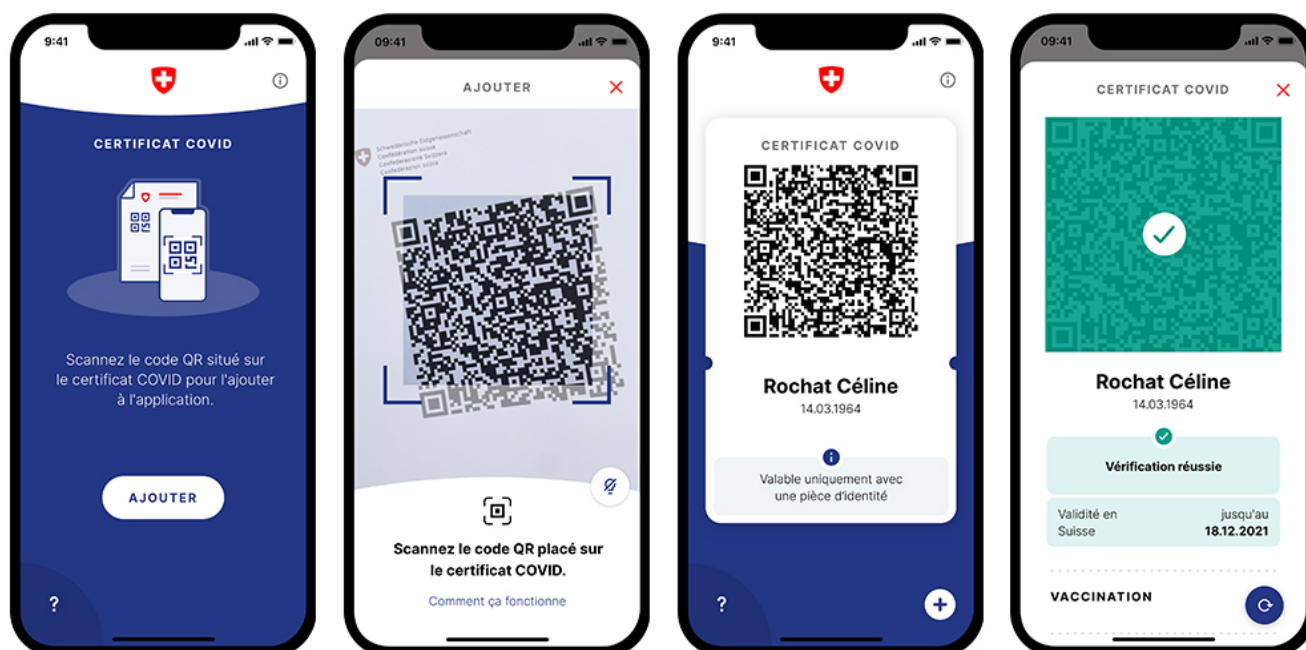 9:41
CERTIFICAT COVID
Scannez le code QR situé sur
le certificat COVID pour l'ajouter
à l'application.
AJOUTER
?
09:41
AJOUTER
Schweizerische Eidgenossenschaft
Confédération suisse
Confederazione Svizzera
Confederaziun svizra
Scannez le code QR placé sur
le certificat COVID.
Comment ça fonctionne
9:41
CERTIFICAT COVID
Rochat Céline
14.03.1964
Valable uniquement avec
une pièce d'identité
?
09:41
CERTIFICAT COVID
Rochat Céline
14.03.1964
Vérification réussie
Validité en jusqu'au
Suisse 18.12.2021
VACCINATION